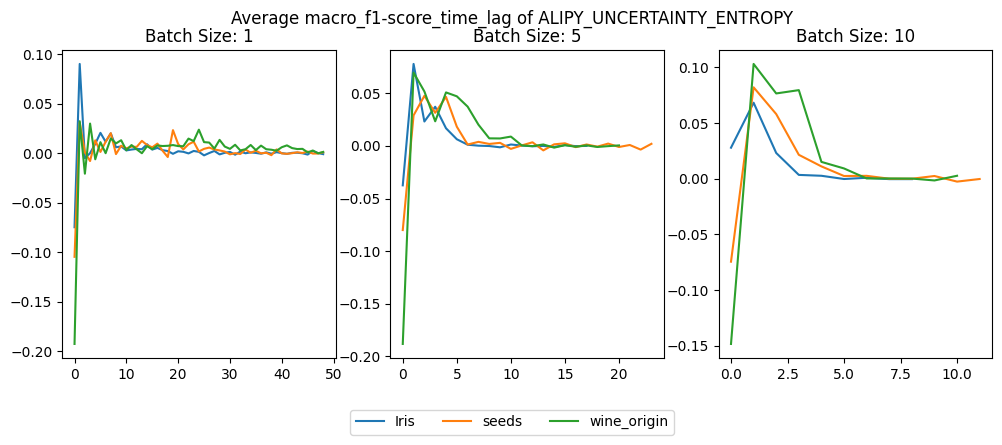 Average macro_f1-score_time_lag of ALIPY_UNCERTAINTY_ENTROPY
Batch Size: 1
Batch Size: 5
Batch Size: 10
0.10
0.05
0.00
−0.05
−0.10
−0.15
−0.20
0 10 20 30 40 50
0.05
0.00
−0.05
−0.10
−0.15
−0.20
0 5 10 15 20
0.10
0.05
0.00
−0.05
−0.10
−0.15
0.0 2.5 5.0 7.5 10.0
Iris seeds wine_origin